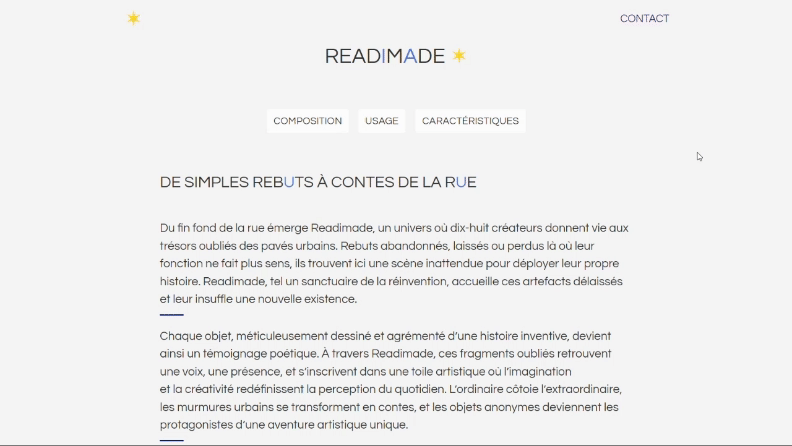 CONTACT
READIMADE
COMPOSITION USAGE CARACTÉRISTIQUES
DE SIMPLES REBUTS À CONTES DE LA RUE
Du fin fond de la rue émerge Readimade, un univers où dix-huit créateurs donnent vie aux
trésors oubliés des pavés urbains. Rebuts abandonnés, laissés ou perdus là où leur
fonction ne fait plus sens, ils trouvent ici une scène inattendue pour déployer leur propre
histoire. Readimade, tel un sanctuaire de la réinvention, accueille ces artefacts délaissés
et leur insuffle une nouvelle existence.
Chaque objet, méticuleusement dessiné et agrémenté d’une histoire inventive, devient
ainsi un témoignage poétique. À travers Readimade, ces fragments oubliés retrouvent
une voix, une présence, et s’inscrivent dans une toile artistique où l’imagination
et la créativité redéfinissent la perception du quotidien. L’ordinaire côtoie l’extraordinaire,
les murmures urbains se transforment en contes, et les objets anonymes deviennent les
protagonistes d’une aventure artistique unique.